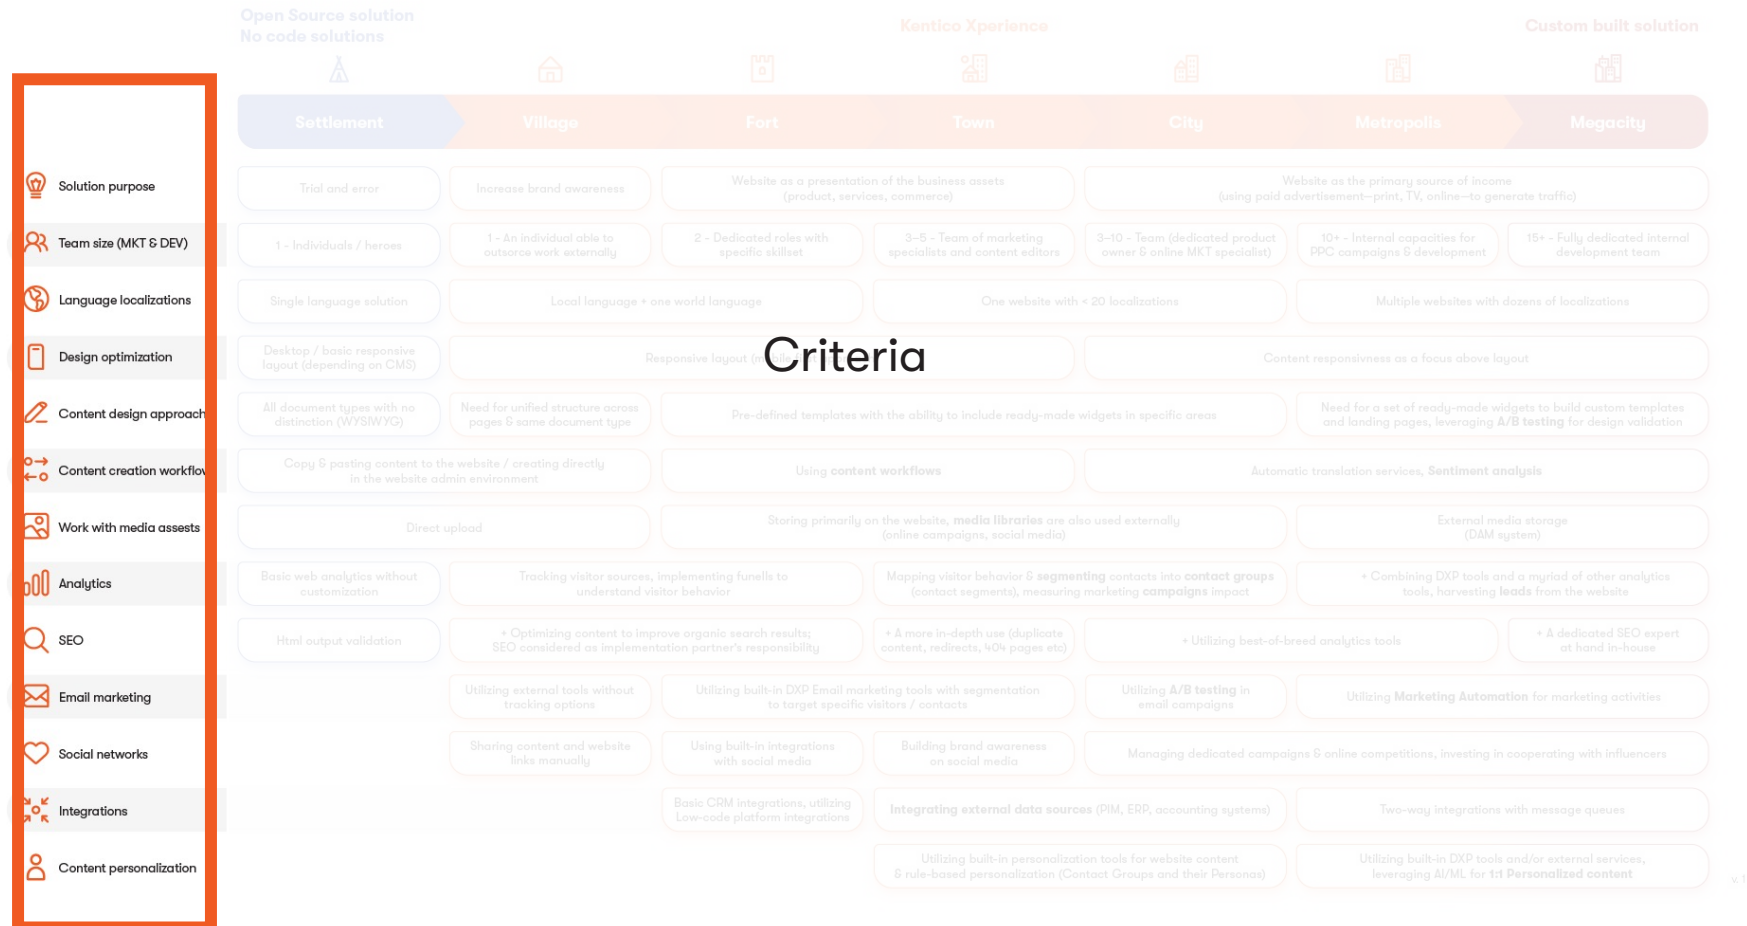 Open Source solution
No code solutions
Kentico Xperience
Custom built solution
Settlement
Village
Fort
Town
City
Metropolis
Megacity
Solution purpose
Trial and error
Increase brand awareness
Website as a presentation of the business assets
(product, services, commerce)
Website as the primary source of income
(using paid advertisement—print, TV, online—to generate traffic)
Team size (MKT & DEV)
1 - Individuals / heroes
1 - An individual able to
outsorce work externally
2 - Dedicated roles with
specific skillset
3–5 - Team of marketing
specialists and content editors
3–10 - Team (dedicated product
owner & online MKT specialist)
10+ - Internal capacities for
PPC campaigns & development
15+ - Fully dedicated internal
development team
Language localizations
Single language solution
Local language + one world language
One website with < 20 localizations
Multiple websites with dozens of localizations
Criteria
Design optimization
Desktop / basic responsive
layout (depending on CMS)
Responsive layout
Content responsivness as a focus above layout
Content design approach
All document types with no
distinction (WYSIWYG)
Need for unified structure across
pages & same document type
Pre-defined templates with the ability to include ready-made widgets in specific areas
Need for a set of ready-made widgets to build custom templates
and landing pages, leveraging A/B testing for design validation
Content creation workflow
Copy & pasting content to the website / creating directly
in the website admin environment
Using content workflows
Automatic translation services, Sentiment analysis
Work with media assests
Direct upload
Storing primarily on the website, media libraries are also used externally
(online campaigns, social media)
External media storage
(DAM system)
Analytics
Basic web analytics without
customization
Tracking visitor sources, implementing funells to
understand visitor behavior
Mapping visitor behavior & segmenting contacts into contact groups
(contact segments), measuring marketing campaigns impact
+ Combining DXP tools and a myriad of other analytics
tools, harvesting leads from the website
SEO
Html output validation
+ Optimizing content to improve organic search results;
SEO considered as implementation partner's responsibility
+ A more in-depth use (duplicate
content, redirects, 404 pages etc)
+ Utilizing best-of-breed analytics tools
+ A dedicated SEO expert
at hand in-house
Email marketing
Utilizing external tools without
tracking options
Utilizing built-in DXP Email marketing tools with segmentation
to target specific visitors / contacts
Utilizing A/B testing in
email campaigns
Utilizing Marketing Automation for marketing activities
Social networks
Sharing content and website
links manually
Using built-in integrations
with social media
Building brand awareness
on social media
Managing dedicated campaigns & online competitions, investing in cooperating with influencers
Integrations
Basic CRM integrations, utilizing
Low-code platform integrations
Integrating external data sources (PIM, ERP, accounting systems)
Two-way integrations with message queues
Content personalization
Utilizing built-in personalization tools for website content
& rule-based personalization (Contact Groups and their Personas)
Utilizing built-in DXP tools and/or external services,
leveraging AI/ML for 1:1 Personalized content
v. 1